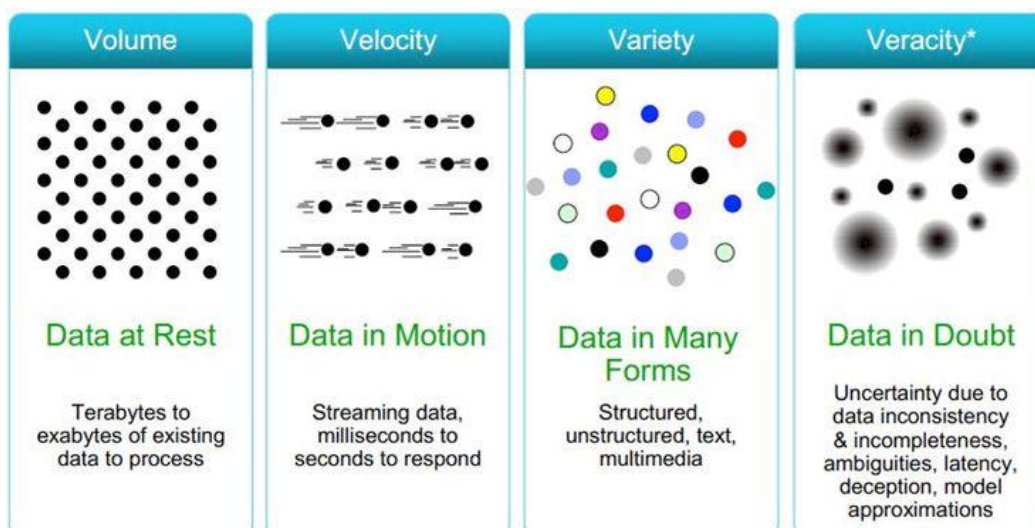 Volume
Data at Rest
Terabytes to
exabytes of existing
data to process
Velocity
Data in Motion
Streaming data,
milliseconds to
seconds to respond
Variety
Data in Many
Forms
Structured,
unstructured, text,
multimedia
Veracity*
Data in Doubt
Uncertainty due to
data inconsistency
& incompleteness,
ambiguities, latency,
deception, model
approximations